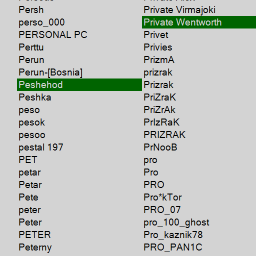 Persh
perso_000
PERSONAL PC
Perttu
Perun
Perun-[Bosnia]
Peshehod
Peshka
peso
pesok
pesoo
pestal 197
PET
petar
Petar
Pete
peter
Peter
PETER
Peterny
Private Virmajoki
Private Wentworth
Privet
Privies
PrizmA
prizrak
Prizrak
PriZraK
PriZrAk
PrIzRaK
PRIZRAK
PrNooB
pro
Pro
PRO
Pro*kTor
PRO_07
pro_100_ghost
Pro_kaznik78
PRO_PAN1C